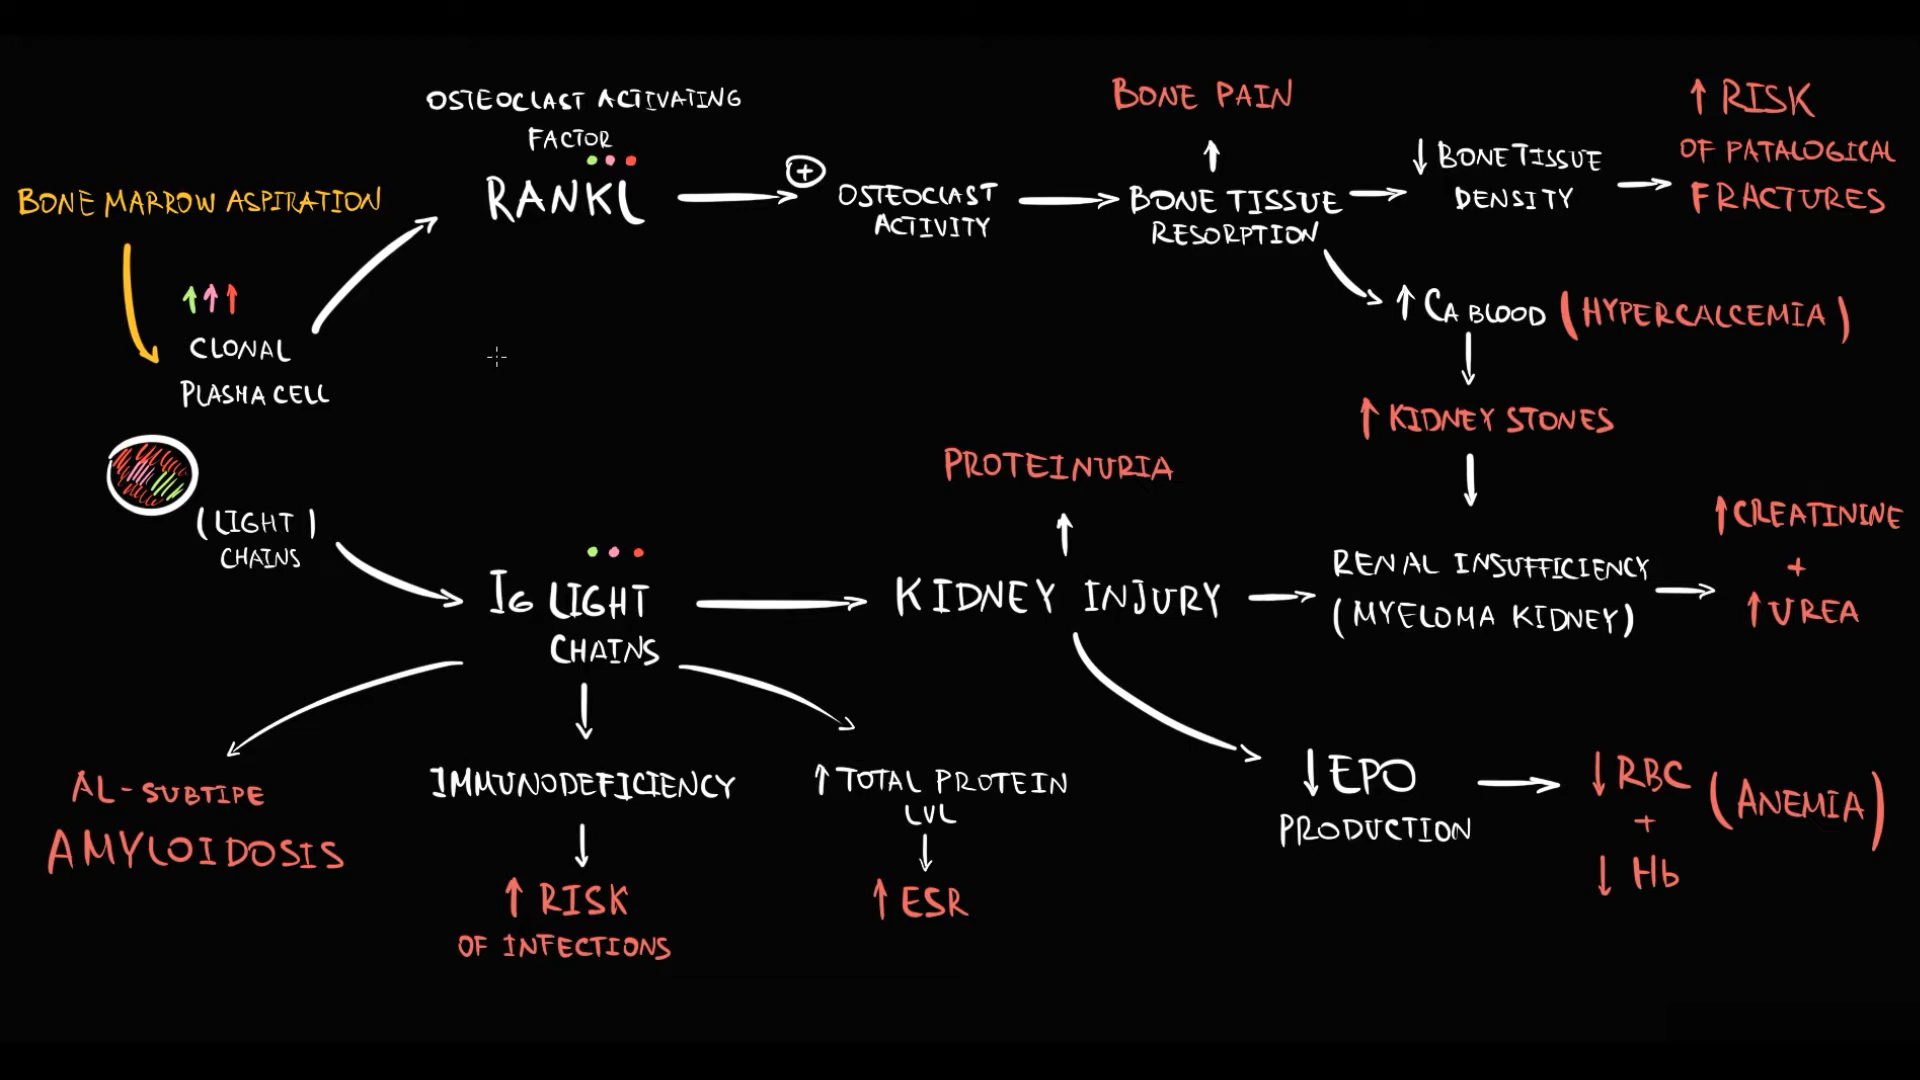 OSTEOCLAST ACTIVATING
FACTOR
RANKL
BONE MARROW ASPIRATION
↑↑↑
CLONAL
PLASMA CELL
(LIGHT)
CHAINS
+
OSTEOCLAST
ACTIVITY
BONE PAIN
↑
BONE TISSUE
RESORPTION
↓ BONE TISSUE
DENSITY
↑ RISK
OF PATALOGICAL
FRACTURES
↑ CA BLOOD (HYPERCALCEMIA)
↑ KIDNEY STONES
RENAL INSUFFICIENCY
(MYELOMA KIDNEY)
↑ CREATININE
+
↑ UREA
PROTEINURIA
KIDNEY INJURY
IG LIGHT
CHAINS
AL-SUBTIPE
AMYLOIDOSIS
IMMUNODEFICIENCY
↑ RISK
OF INFECTIONS
↑ TOTAL PROTEIN
LVL
↑ ESR
↓ EPO
PRODUCTION
↓ RBC
+
↓ Hb
(ANEMIA)